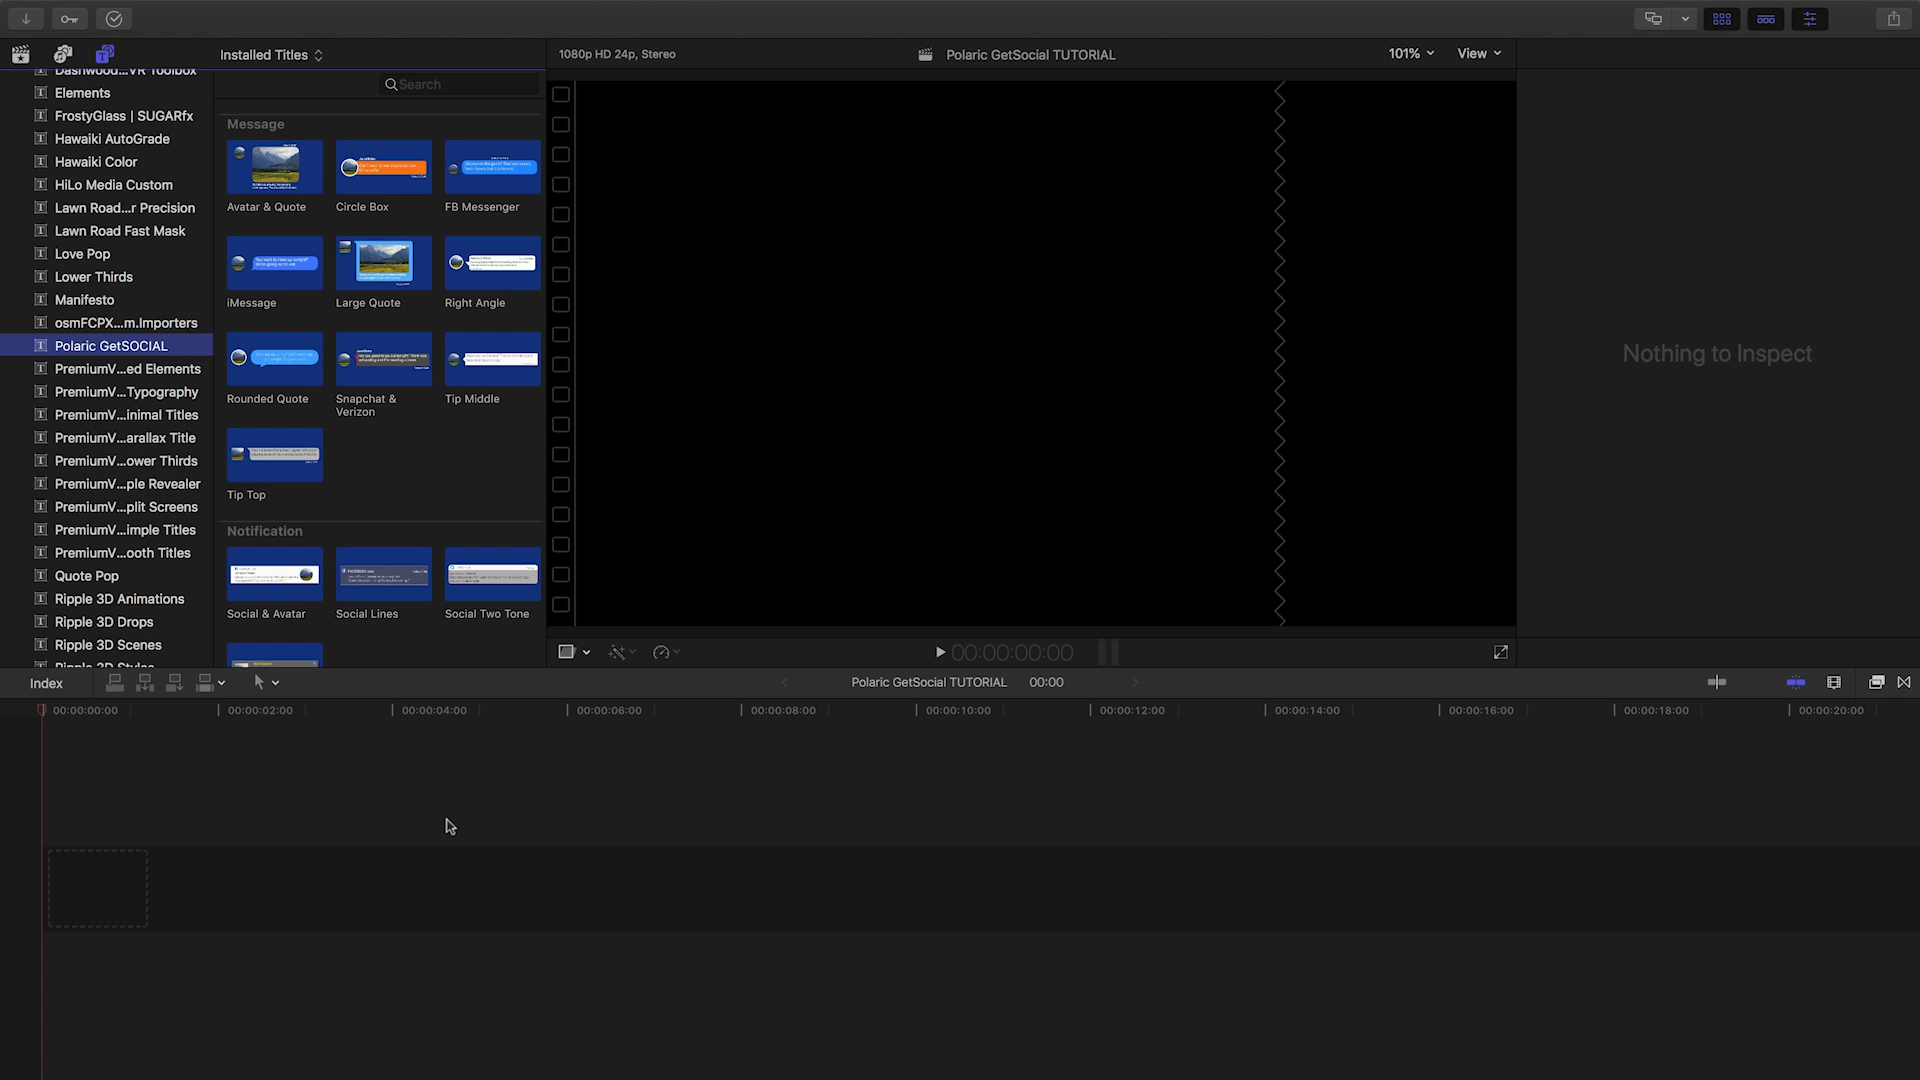 Installed Titles
1080p HD 24p, Stereo
Polaric GetSocial TUTORIAL
101%
View
Dashwood...VR Toolbox
Elements
FrostyGlass | SUGARfx
Hawaiki AutoGrade
Hawaiki Color
HiLo Media Custom
Lawn Road...r Precision
Lawn Road Fast Mask
Love Pop
Lower Thirds
Manifesto
osmFCPX...m.Importers
Polaric GetSOCIAL
PremiumV...ed Elements
PremiumV...Typography
PremiumV...inimal Titles
PremiumV...arallax Title
PremiumV...ower Thirds
PremiumV...ple Revealer
PremiumV...plit Screens
PremiumV...imple Titles
PremiumV...ooth Titles
Quote Pop
Ripple 3D Animations
Ripple 3D Drops
Ripple 3D Scenes
Ripple 3D Styles
Search
Message
Avatar & Quote
Circle Box
FB Messenger
iMessage
Large Quote
Right Angle
Rounded Quote
Snapchat &
Verizon
Tip Middle
Tip Top
Notification
Social & Avatar
Social Lines
Social Two Tone
Nothing to Inspect
00:00:00:00
Index
Polaric GetSocial TUTORIAL
00:00
00:00:00:00
00:00:02:00
00:00:04:00
00:00:06:00
00:00:08:00
00:00:10:00
00:00:12:00
00:00:14:00
00:00:16:00
00:00:18:00
00:00:20:00